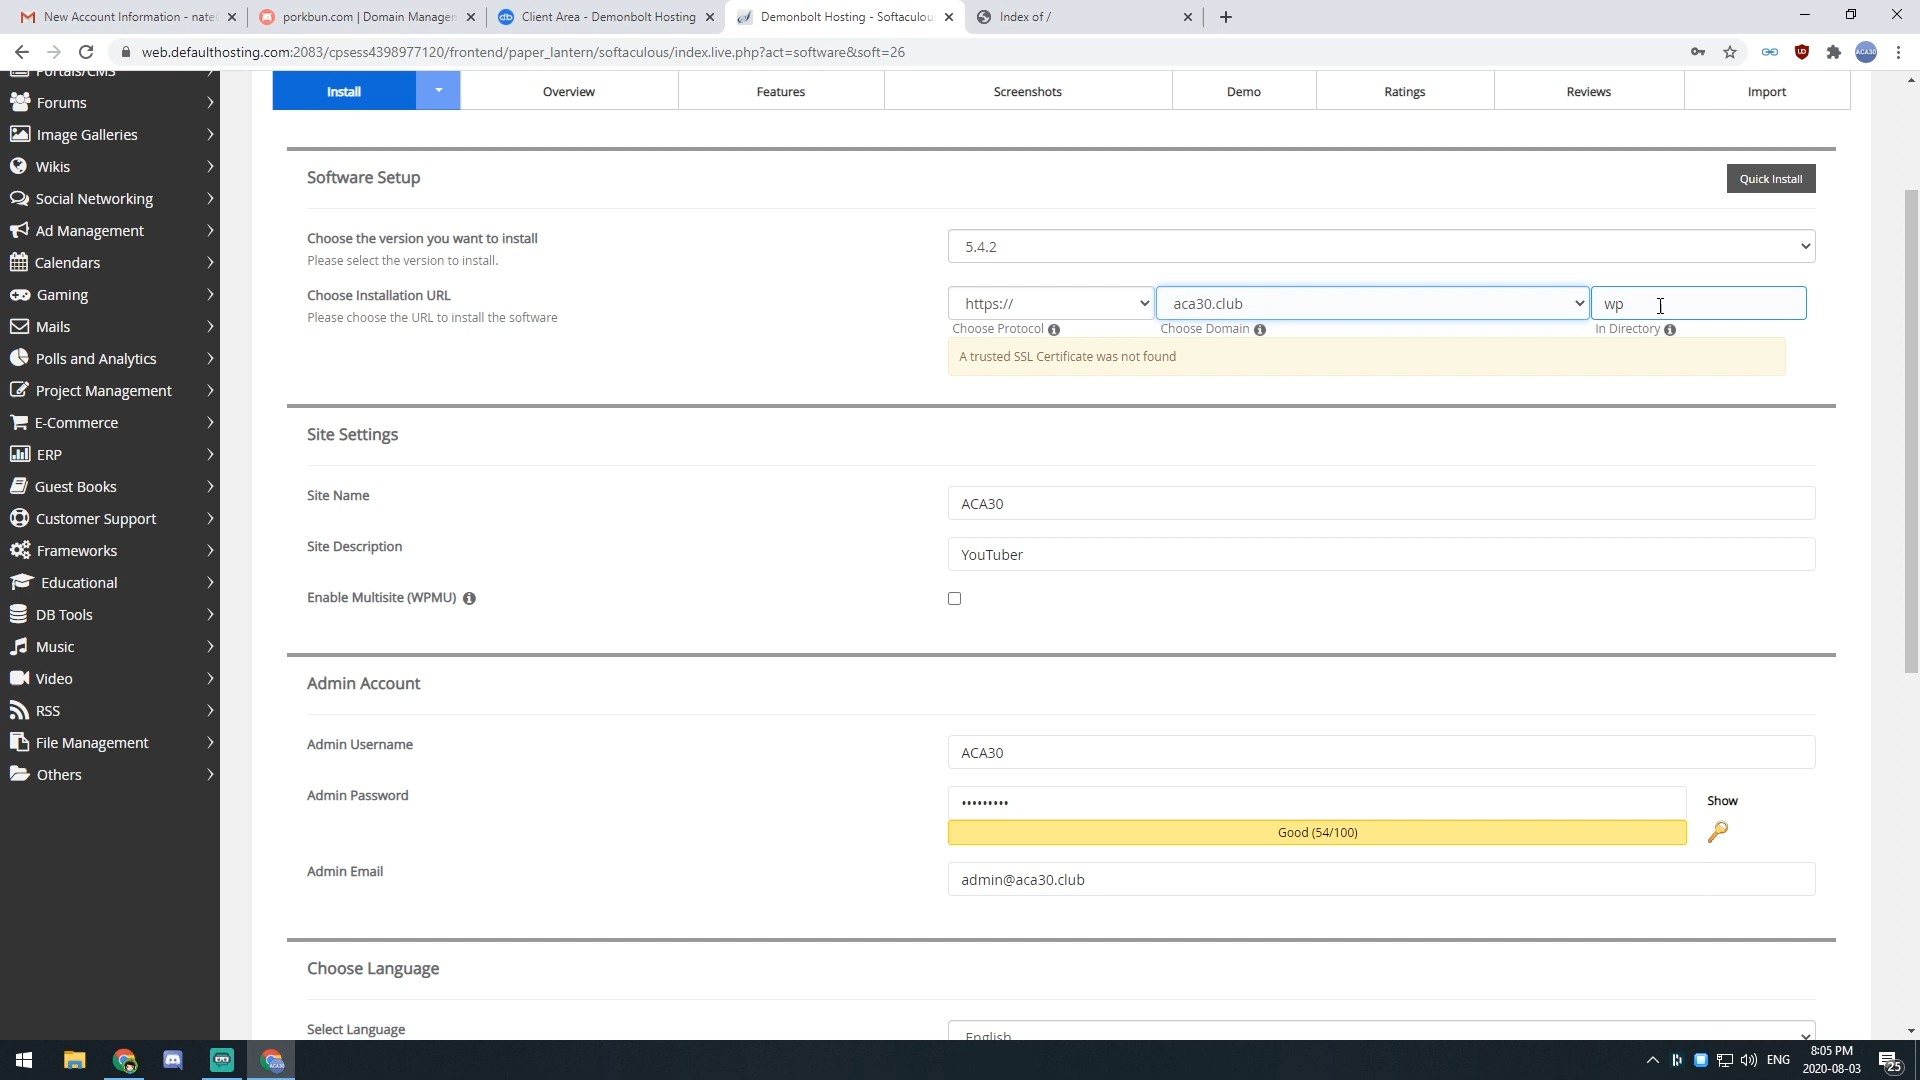 New Account Information - nate
porkbun.com | Domain Managem
Client Area - Demonbolt Hosting
Demonbolt Hosting - Softaculou
Index of /
web.defaulthosting.com:2083/cpsess4398977120/frontend/paper_lantern/softaculous/index.live.php?act=software&soft=26
Portals/CMS
Forums
Image Galleries
Wikis
Social Networking
Ad Management
Calendars
Gaming
Mails
Polls and Analytics
Project Management
E-Commerce
ERP
Guest Books
Customer Support
Frameworks
Educational
DB Tools
Music
Video
RSS
File Management
Others
Install Overview Features Screenshots Demo Ratings Reviews Import
Software Setup
Quick Install
Choose the version you want to install
Please select the version to install.
5.4.2
Choose Installation URL
Please choose the URL to install the software
https:// aca30.club wp
Choose Protocol Choose Domain In Directory
A trusted SSL Certificate was not found
Site Settings
Site Name
ACA30
Site Description
YouTuber
Enable Multisite (WPMU)
Admin Account
Admin Username
ACA30
Admin Password
•••••••••
Show
Good (54/100)
Admin Email
admin@aca30.club
Choose Language
Select Language
English
ENG
8:05 PM
2020-08-03
25